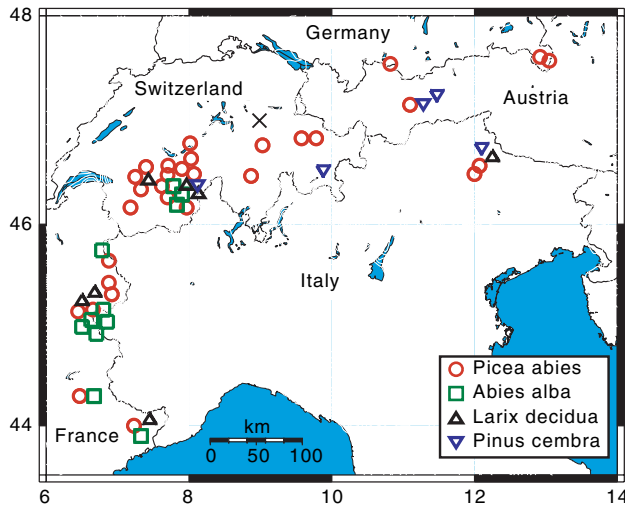 48
Germany
Switzerland
Austria
46
Italy
Picea abies
Abies alba
Larix decidua
Pinus cembra
44
France
km
0 50 100
6 8 10 12 14